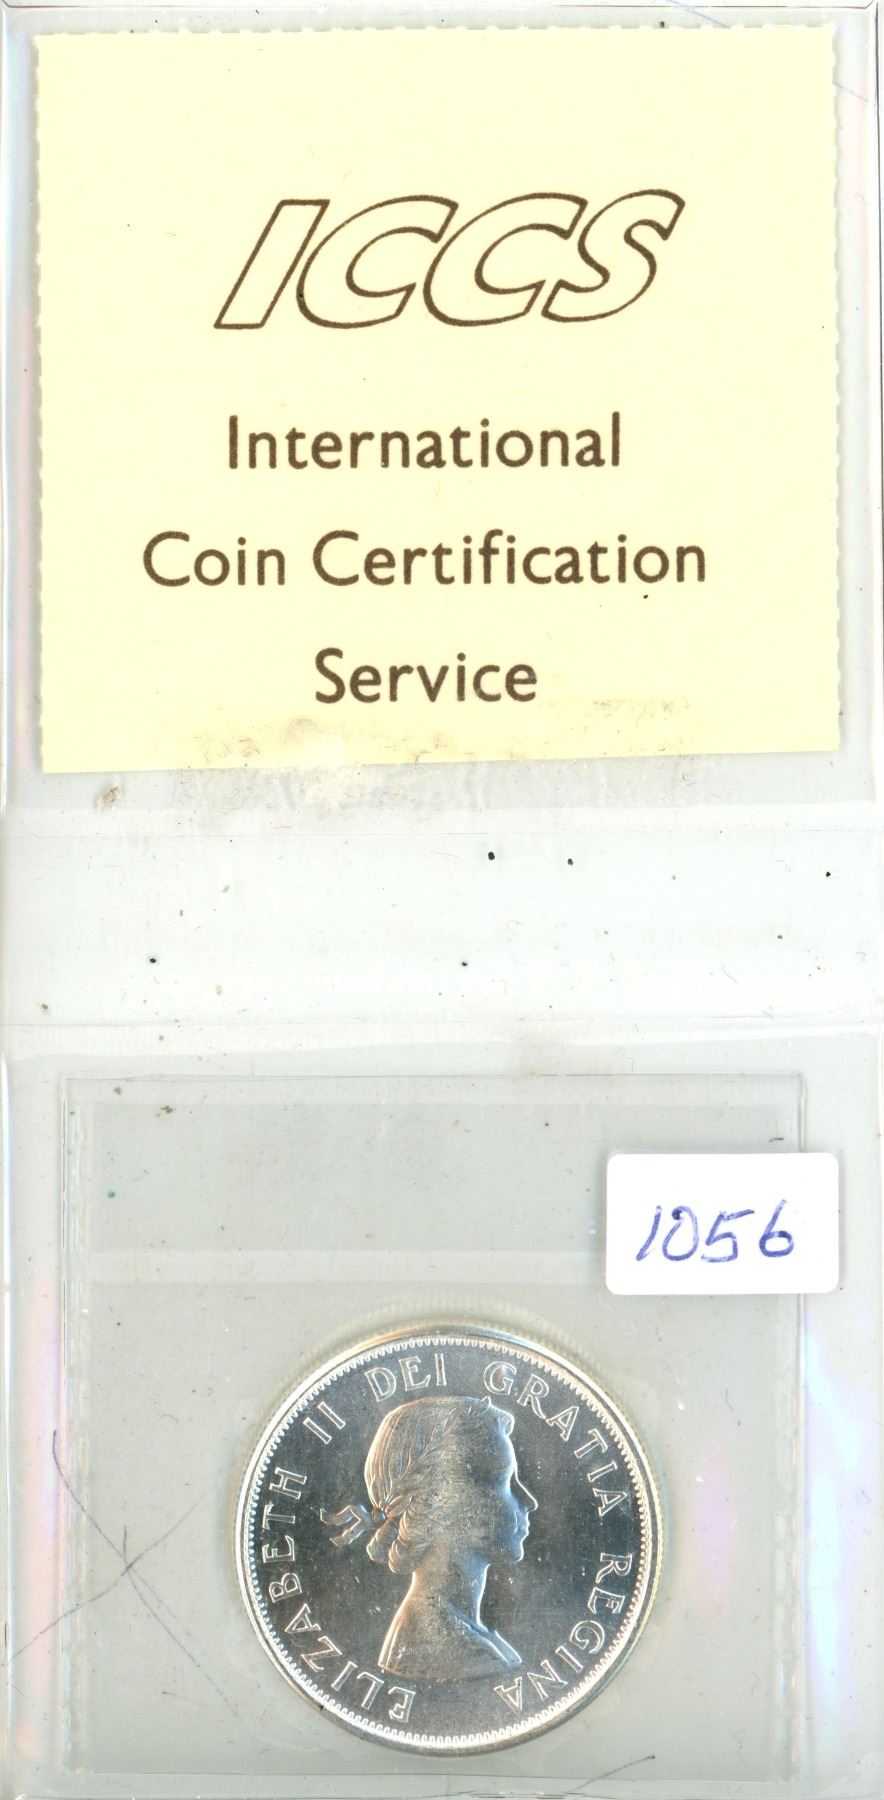 ICCS
International
Coin Certification
Service
1056
ELIZABETH II DEI GRATIA REGINA